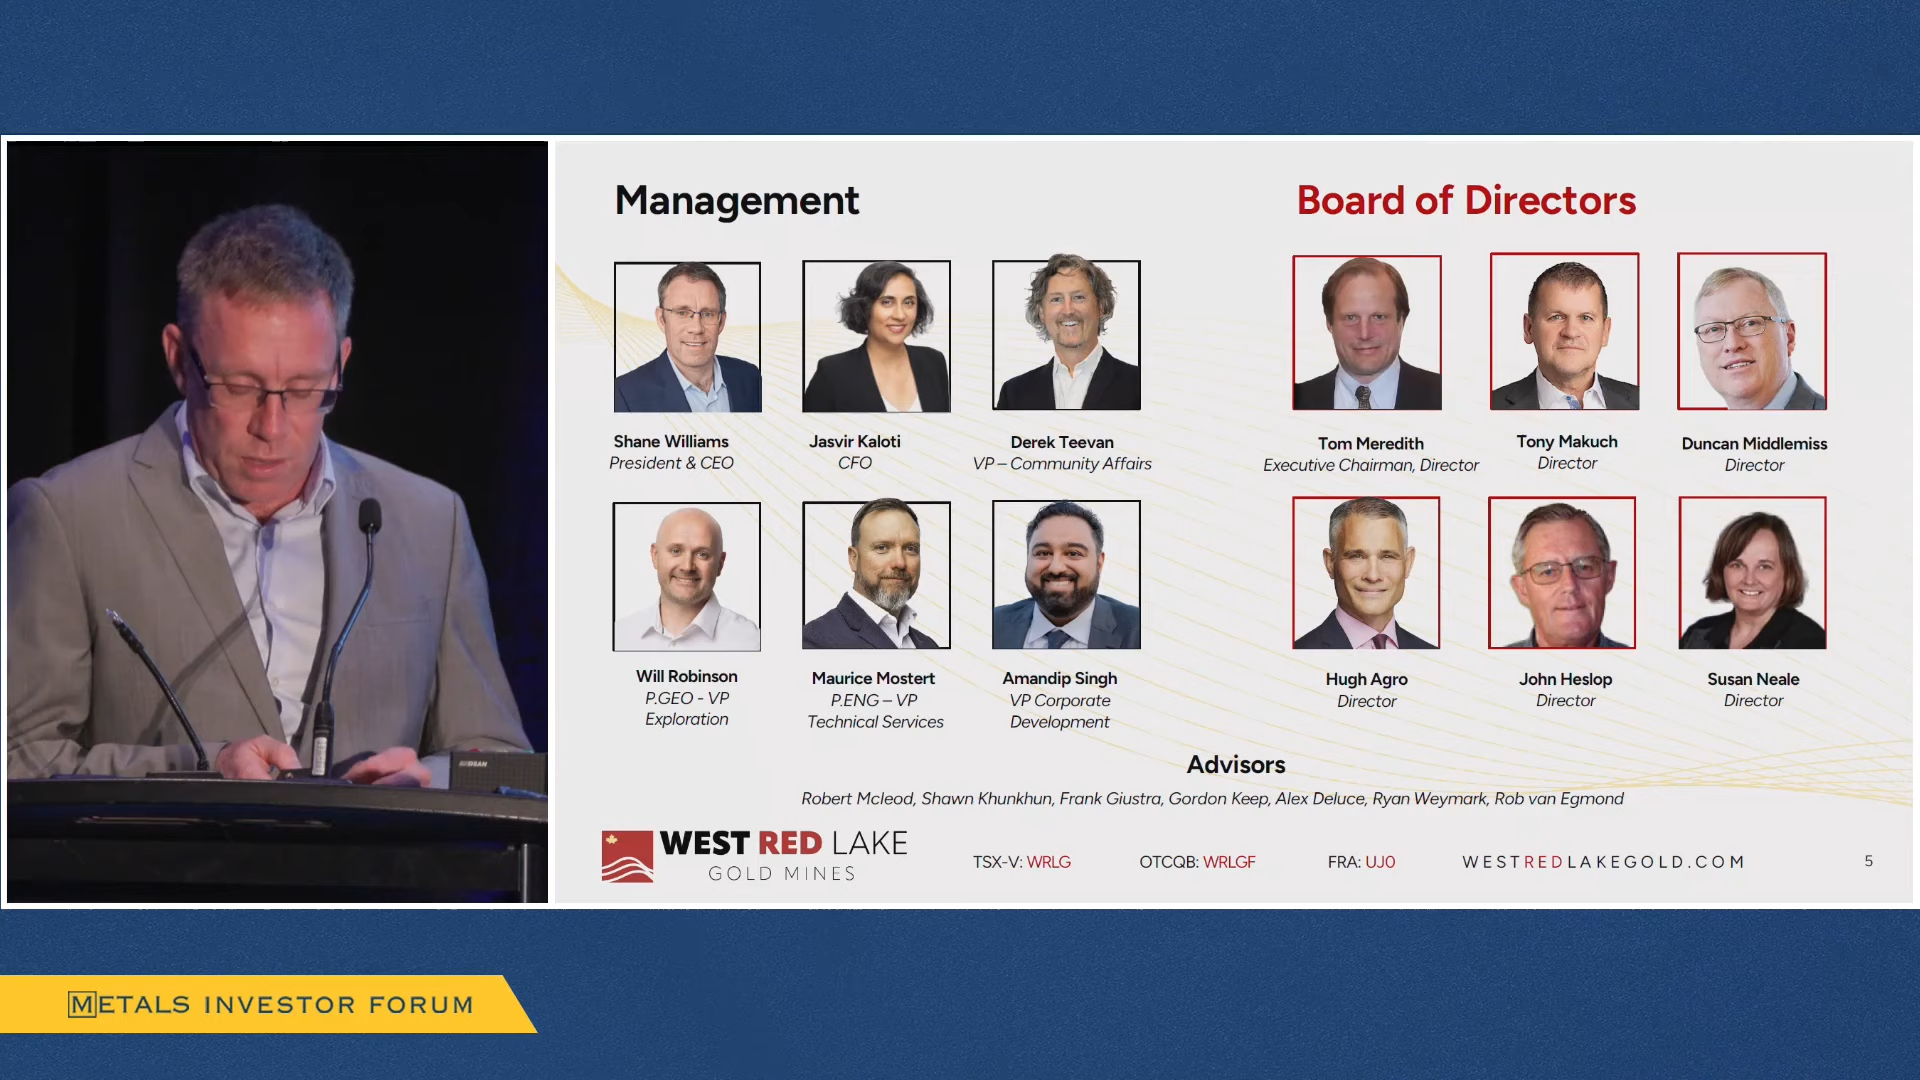 Management
Board of Directors
Shane Williams
President & CEO
Jasvir Kaloti
CFO
Derek Teevan
VP – Community Affairs
Tom Meredith
Executive Chairman, Director
Tony Makuch
Director
Duncan Middlemiss
Director
Will Robinson
P.GEO - VP
Exploration
Maurice Mostert
P.ENG – VP
Technical Services
Amandip Singh
VP Corporate
Development
Hugh Agro
Director
John Heslop
Director
Susan Neale
Director
Advisors
Robert Mcleod, Shawn Khunkhun, Frank Giustra, Gordon Keep, Alex Deluce, Ryan Weymark, Rob van Egmond
WEST RED LAKE
GOLD MINES
TSX-V: WRLG
OTCQB: WRLGF
FRA: UJ0
WESTREDLAKEGOLD.COM
5
METALS INVESTOR FORUM